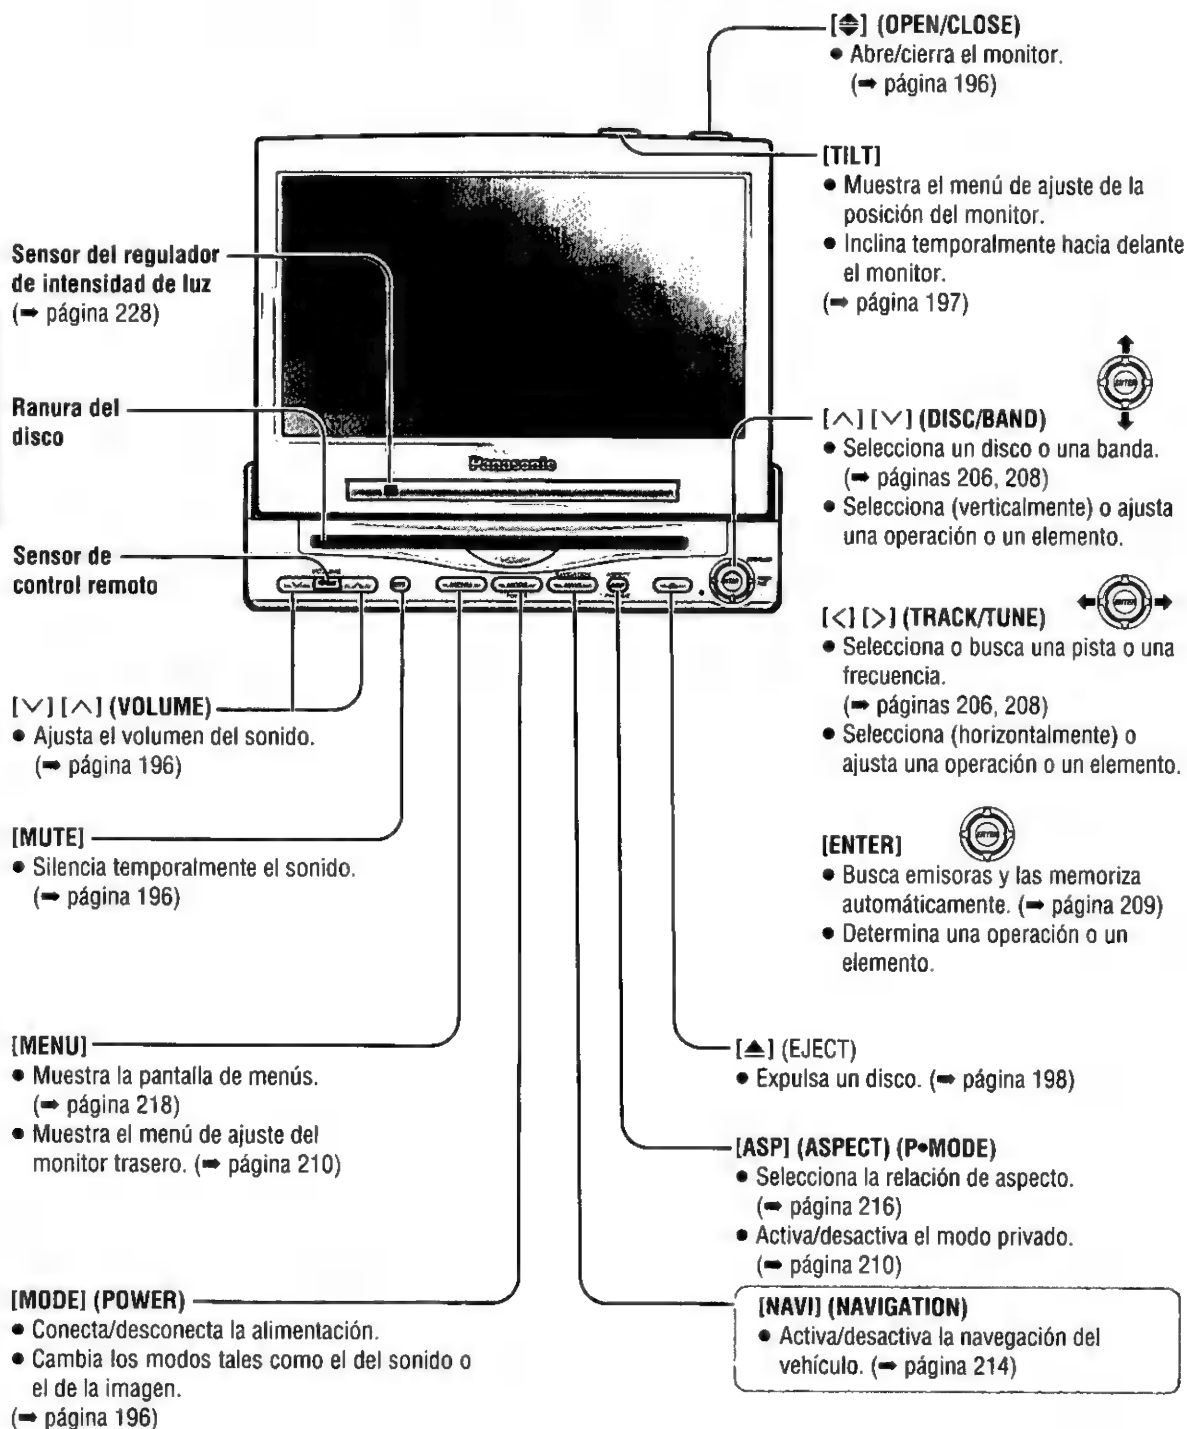 [⏏] (OPEN/CLOSE)
● Abre/cierra el monitor.
(➡ página 196)
[TILT]
● Muestra el menú de ajuste de la
posición del monitor.
● Inclina temporalmente hacia delante
el monitor.
(➡ página 197)
Sensor del regulador
de intensidad de luz
(➡ página 228)
Ranura del
disco
Sensor de
control remoto
Panasonic
[∧] [∨] (DISC/BAND)
● Selecciona un disco o una banda.
(➡ páginas 206, 208)
● Selecciona (verticalmente) o ajusta
una operación o un elemento.
[<] [>] (TRACK/TUNE)
● Selecciona o busca una pista o una
frecuencia.
(➡ páginas 206, 208)
● Selecciona (horizontalmente) o
ajusta una operación o un elemento.
[∨] [∧] (VOLUME)
● Ajusta el volumen del sonido.
(➡ página 196)
[MUTE]
● Silencia temporalmente el sonido.
(➡ página 196)
[ENTER]
ENTER
● Busca emisoras y las memoriza
automáticamente. (➡ página 209)
● Determina una operación o un
elemento.
[MENU]
● Muestra la pantalla de menús.
(➡ página 218)
● Muestra el menú de ajuste del
monitor trasero. (➡ página 210)
[▲] (EJECT)
● Expulsa un disco. (➡ página 198)
[ASP] (ASPECT) (P•MODE)
● Selecciona la relación de aspecto.
(➡ página 216)
● Activa/desactiva el modo privado.
(➡ página 210)
[MODE] (POWER)
● Conecta/desconecta la alimentación.
● Cambia los modos tales como el del sonido o
el de la imagen.
(➡ página 196)
[NAVI] (NAVIGATION)
● Activa/desactiva la navegación del
vehículo. (➡ página 214)